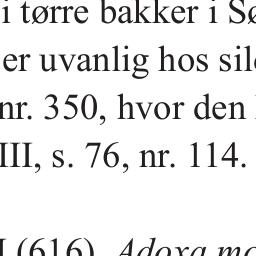 i tørre bakker i Sø
er uvanlig hos sil
nr. 350, hvor den
III, s. 76, nr. 114.
(616). Adoxa mo